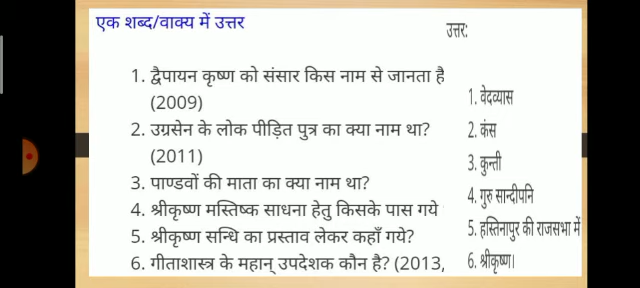 एक शब्द/वाक्य में उत्तर
1. द्वैपायन कृष्ण को संसार किस नाम से जानता है
(2009)
2. उग्रसेन के लोक पीड़ित पुत्र का क्या नाम था?
(2011)
3. पाण्डवों की माता का क्या नाम था?
4. श्रीकृष्ण मस्तिष्क साधना हेतु किसके पास गये
5. श्रीकृष्ण सन्धि का प्रस्ताव लेकर कहाँ गये?
6. गीताशास्त्र के महान् उपदेशक कौन है? (2013,
उत्तर:
1. वेदव्यास
2. कंस
3. कुन्ती
4. गुरु सान्दीपनि
5. हस्तिनापुर की राजसभा में
6. श्रीकृष्ण।